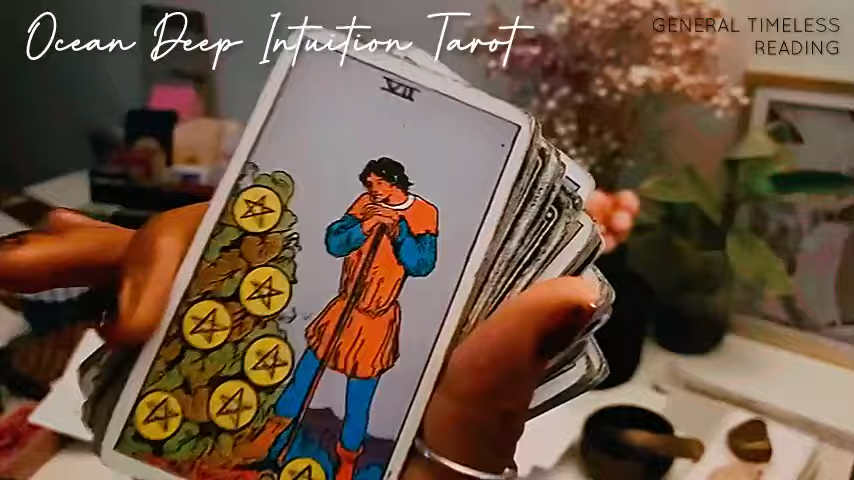 Ocean Deep Intuition Tarot
GENERAL TIMELESS
READING
VII